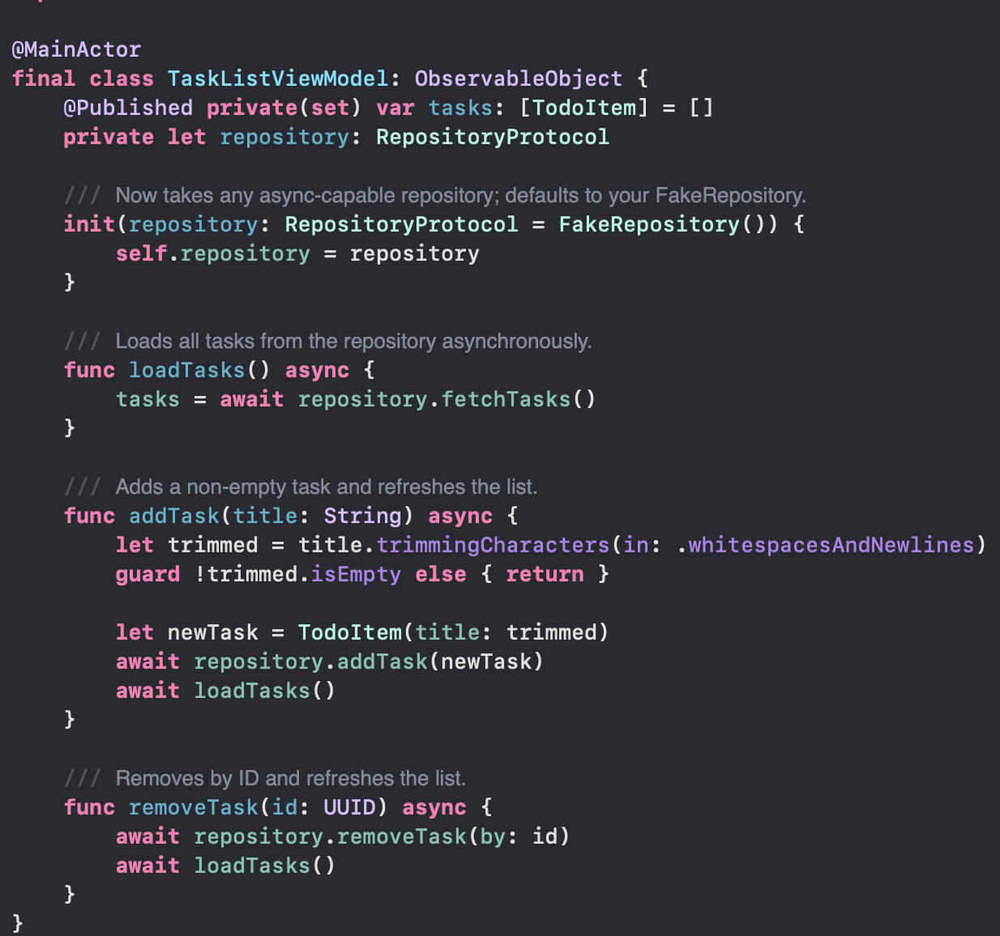 @MainActor
final class TaskListViewModel: ObservableObject {
    @Published private(set) var tasks: [TodoItem] = []
    private let repository: RepositoryProtocol

    /// Now takes any async-capable repository; defaults to your FakeRepository.
    init(repository: RepositoryProtocol = FakeRepository()) {
        self.repository = repository
    }

    /// Loads all tasks from the repository asynchronously.
    func loadTasks() async {
        tasks = await repository.fetchTasks()
    }

    /// Adds a non-empty task and refreshes the list.
    func addTask(title: String) async {
        let trimmed = title.trimmingCharacters(in: .whitespacesAndNewlines)
        guard !trimmed.isEmpty else { return }

        let newTask = TodoItem(title: trimmed)
        await repository.addTask(newTask)
        await loadTasks()
    }

    /// Removes by ID and refreshes the list.
    func removeTask(id: UUID) async {
        await repository.removeTask(by: id)
        await loadTasks()
    }
}